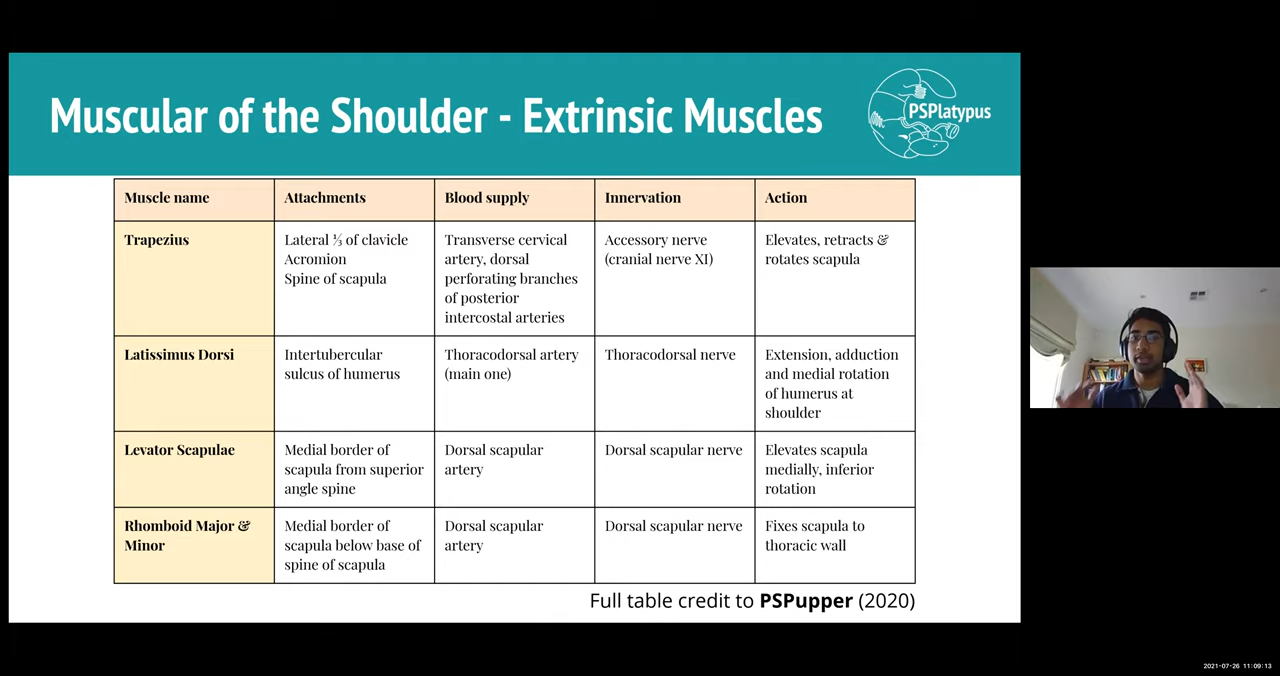 Muscular of the Shoulder - Extrinsic Muscles
PSPlatypus
Muscle name
Attachments
Blood supply
Innervation
Action
Trapezius
Lateral ⅓ of clavicle
Acromion
Spine of scapula
Transverse cervical
artery, dorsal
perforating branches
of posterior
intercostal arteries
Accessory nerve
(cranial nerve XI)
Elevates, retracts &
rotates scapula
Latissimus Dorsi
Intertubercular
sulcus of humerus
Thoracodorsal artery
(main one)
Thoracodorsal nerve
Extension, adduction
and medial rotation
of humerus at
shoulder
Levator Scapulae
Medial border of
scapula from superior
angle spine
Dorsal scapular
artery
Dorsal scapular nerve
Elevates scapula
medially, inferior
rotation
Rhomboid Major &
Minor
Medial border of
scapula below base of
spine of scapula
Dorsal scapular
artery
Dorsal scapular nerve
Fixes scapula to
thoracic wall
Full table credit to PSPupper (2020)
2021-07-26 11:09:13